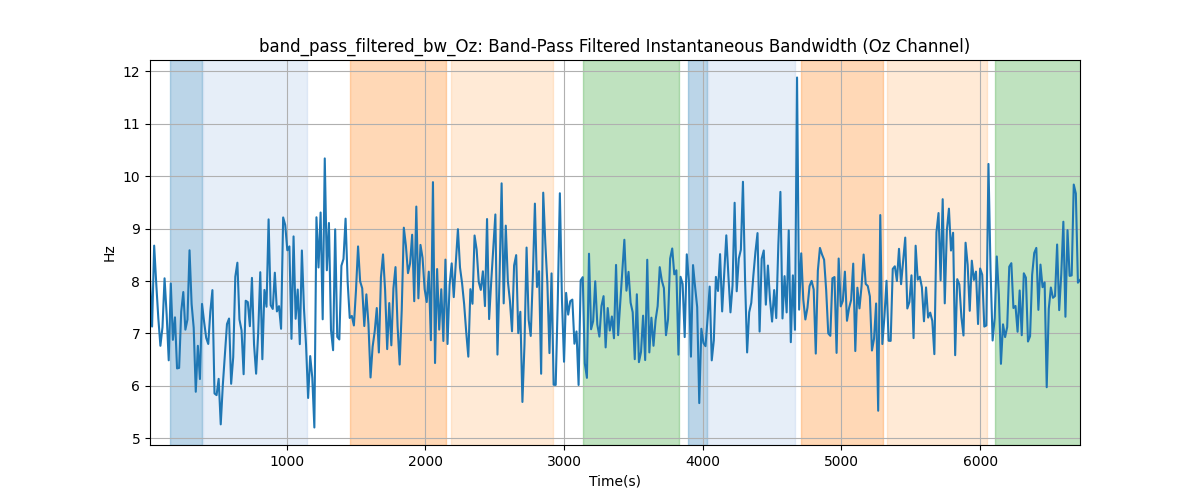 band_pass_filtered_bw_Oz: Band-Pass Filtered Instantaneous Bandwidth (Oz Channel)
12
11
10
9
8
7
6
5
Hz
1000 2000 3000 4000 5000 6000
Time(s)